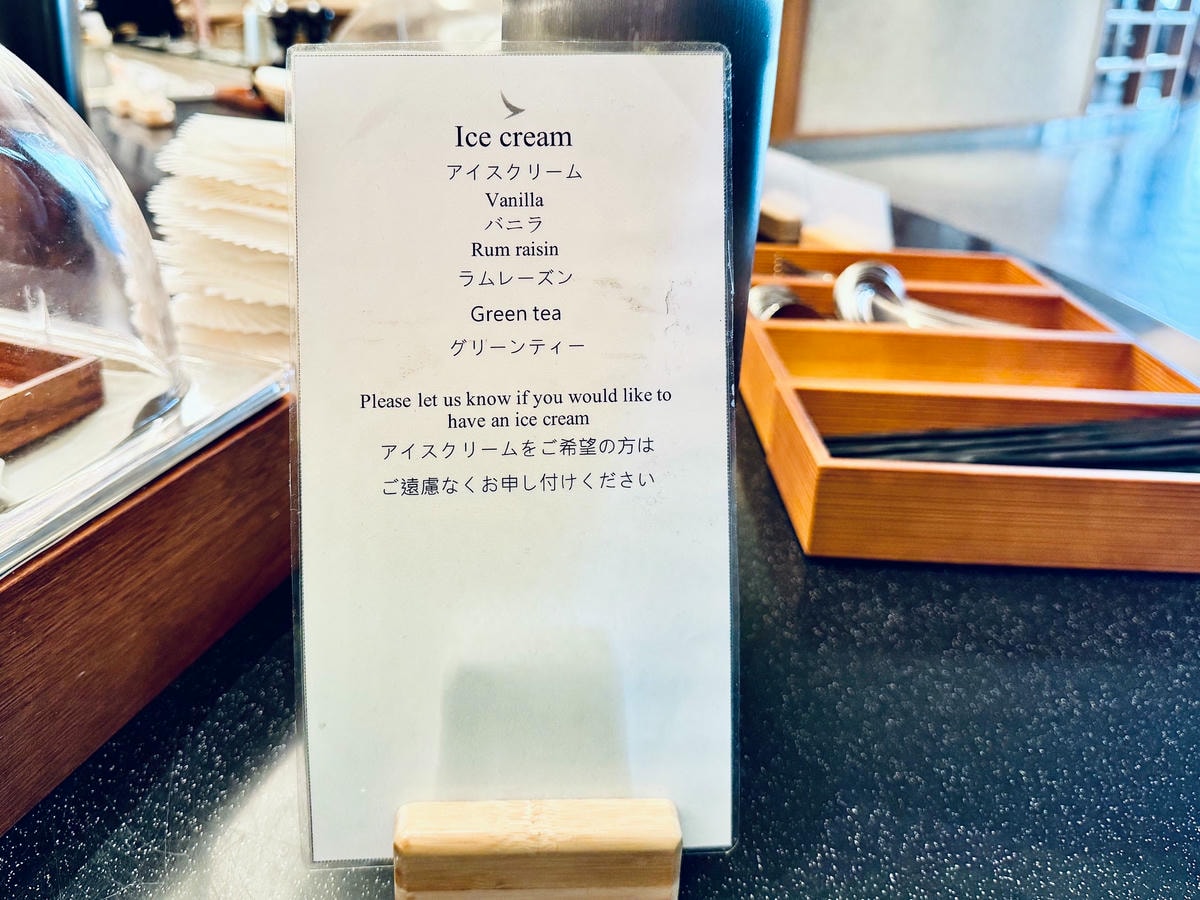 Ice cream
アイスクリーム
Vanilla
バニラ
Rum raisin
ラムレーズン
Green tea
グリーンティー
Please let us know if you would like to
have an ice cream
アイスクリームをご希望の方は
ご遠慮なくお申し付けください